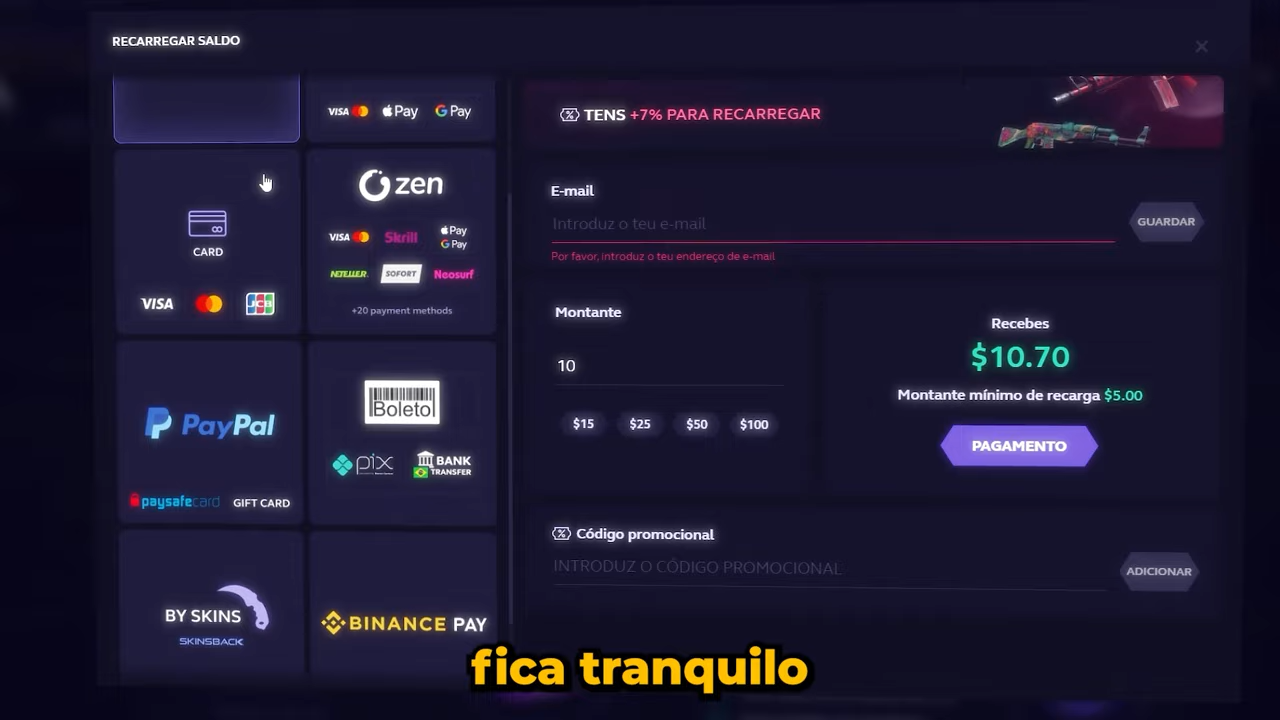 RECARREGAR SALDO
VISA Pay G Pay
CARD
VISA JCB
zen
VISA Skrill Pay
G Pay
NETELLER SOFORT Neosurf
+20 payment methods
PayPal
paysafecard GIFT CARD
Boleto
pix BANK
TRANSFER
BY SKINS
SKINSBACK
BINANCE PAY
TENS +7% PARA RECARREGAR
E-mail
Introduz o teu e-mail
GUARDAR
Por favor, introduz o teu endereço de e-mail
Montante
10
$15 $25 $50 $100
Recebes
$10.70
Montante mínimo de recarga $5.00
PAGAMENTO
Código promocional
INTRODUZ O CÓDIGO PROMOCIONAL
ADICIONAR
fica tranquilo